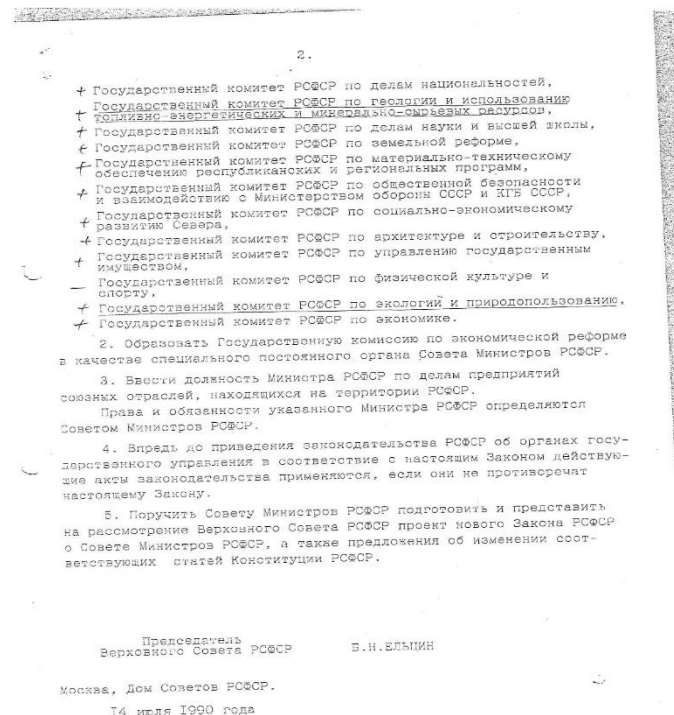 2.
+ Государственный комитет РСФСР по делам национальностей,
Государственный комитет РСФСР по геологии и использованию
+ топливно-энергетических и минерально-сырьевых ресурсов,
+ Государственный комитет РСФСР по делам науки и высшей школы,
+ Государственный комитет РСФСР по земельной реформе,
+ Государственный комитет РСФСР по материально-техническому
обеспечению республиканских и региональных программ,
+ Государственный комитет РСФСР по общественной безопасности
и взаимодействию с Министерством обороны СССР и КГБ СССР,
+ Государственный комитет РСФСР по социально-экономическому
развитию Севера,
+ Государственный комитет РСФСР по архитектуре и строительству,
+ Государственный комитет РСФСР по управлению государственным
имуществом,
— Государственный комитет РСФСР по физической культуре и
спорту,
+ Государственный комитет РСФСР по экологии и природопользованию,
+ Государственный комитет РСФСР по экономике.
2. Образовать Государственную комиссию по экономической реформе
в качестве специального постоянного органа Совета Министров РСФСР.
3. Ввести должность Министра РСФСР по делам предприятий
союзных отраслей, находящихся на территории РСФСР.
Права и обязанности указанного Министра РСФСР определяются
Советом Министров РСФСР.
4. Впредь до приведения законодательства РСФСР об органах госу-
дарственного управления в соответствие с настоящим Законом действую-
щие акты законодательства применяются, если они не противоречат
настоящему Закону.
5. Поручить Совету Министров РСФСР подготовить и представить
на рассмотрение Верховного Совета РСФСР проект нового Закона РСФСР
о Совете Министров РСФСР, а также предложения об изменении соот-
ветствующих статей Конституции РСФСР.
Председатель
Верховного Совета РСФСР Б.Н.ЕЛЬЦИН
Москва, Дом Советов РСФСР.
14 июля 1990 года